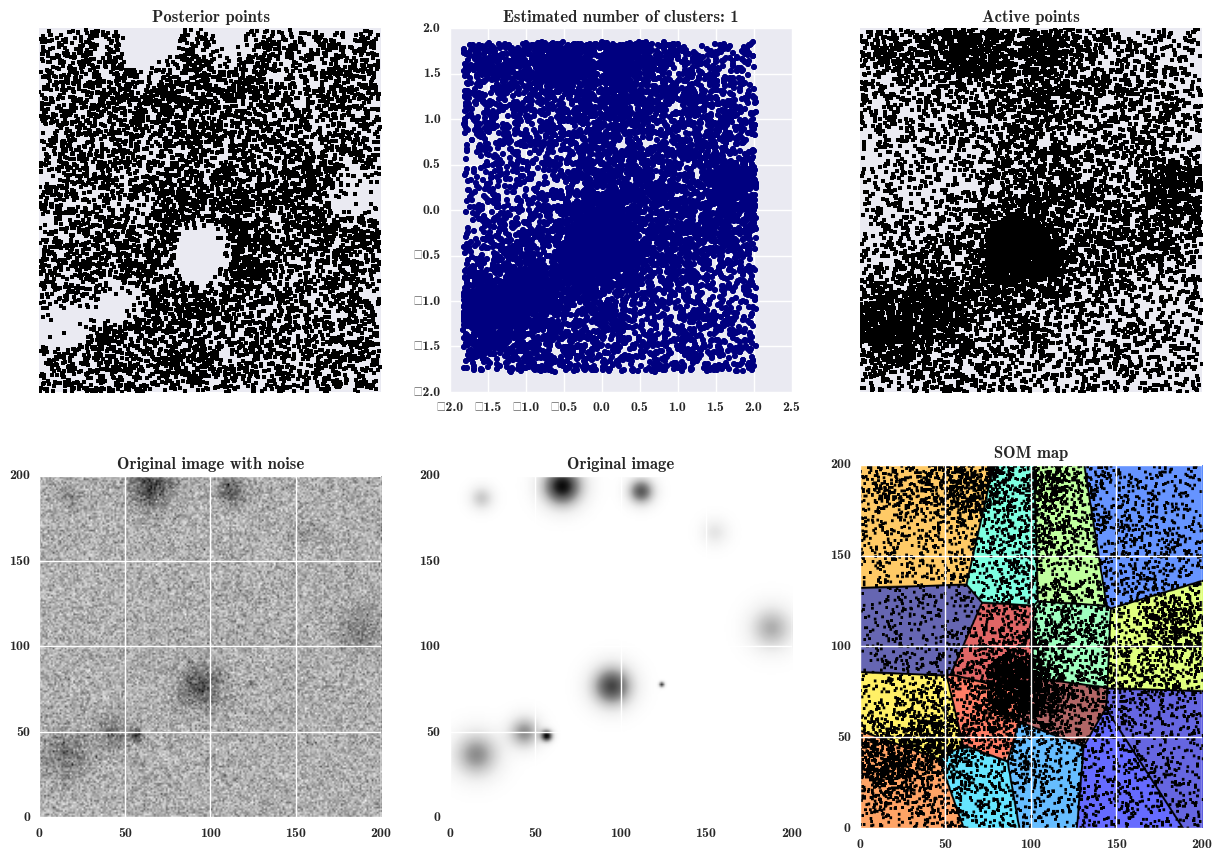 Posterior points
Estimated number of clusters: 1
Active points
2.0
1.5
1.0
0.5
0.0
□0.5
□1.0
□1.5
□2.0
□2.0 □1.5 □1.0 □0.5 0.0 0.5 1.0 1.5 2.0 2.5
Original image with noise
Original image
SOM map
200
150
100
50
0
0 50 100 150 200
200
150
100
50
0
0 50 100 150 200
200
150
100
50
0
0 50 100 150 200